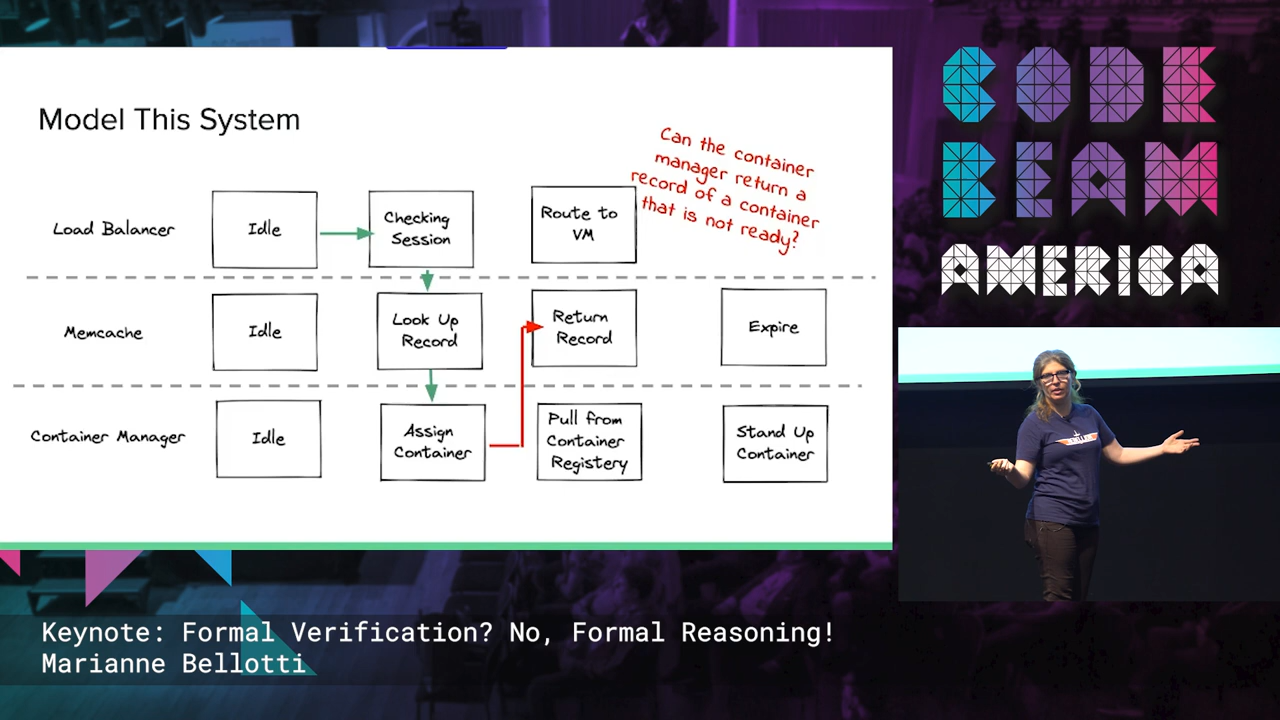 CODE
BEAM
AMERICA
Model This System
Can the container
manager return a
record of a container
that is not ready?
Load Balancer
Idle
Checking
Session
Route to
VM
Memcache
Idle
Look Up
Record
Return
Record
Expire
Container Manager
Idle
Assign
Container
Pull from
Container
Registery
Stand Up
Container
Keynote: Formal Verification? No, Formal Reasoning!
Marianne Bellotti